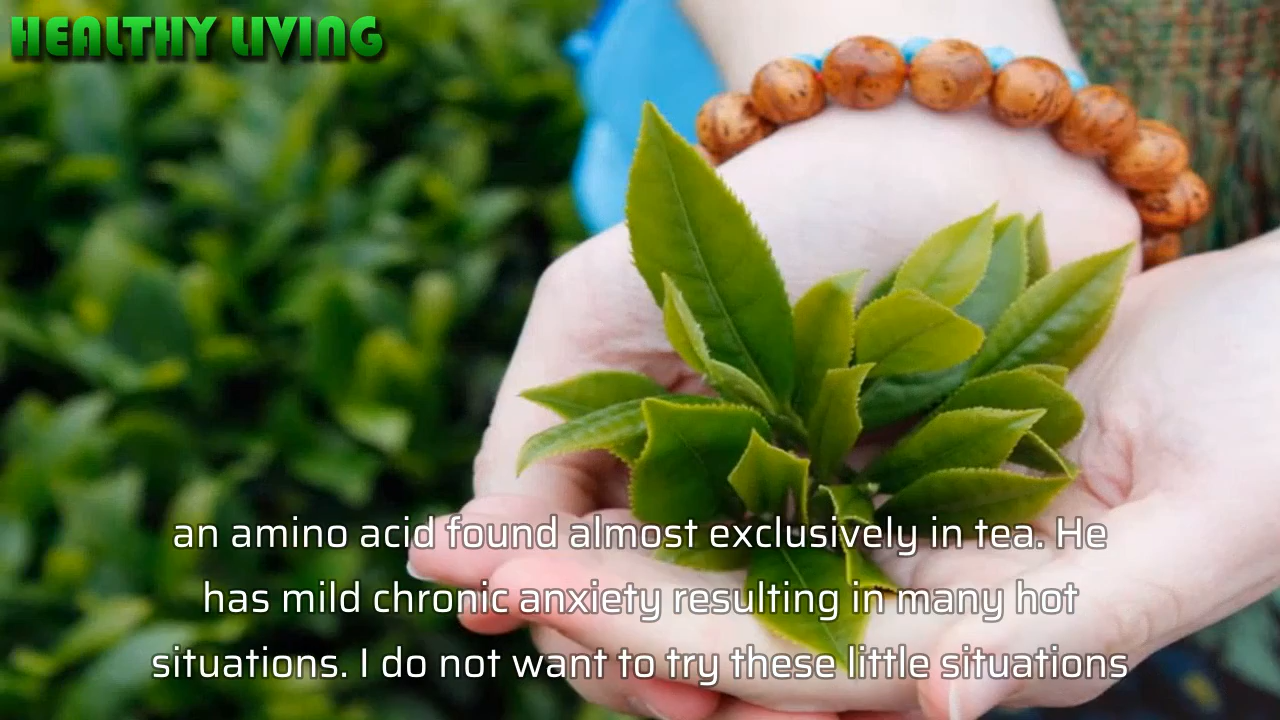 HEALTHY LIVING
an amino acid found almost exclusively in tea. He
has mild chronic anxiety resulting in many hot
situations. I do not want to try these little situations